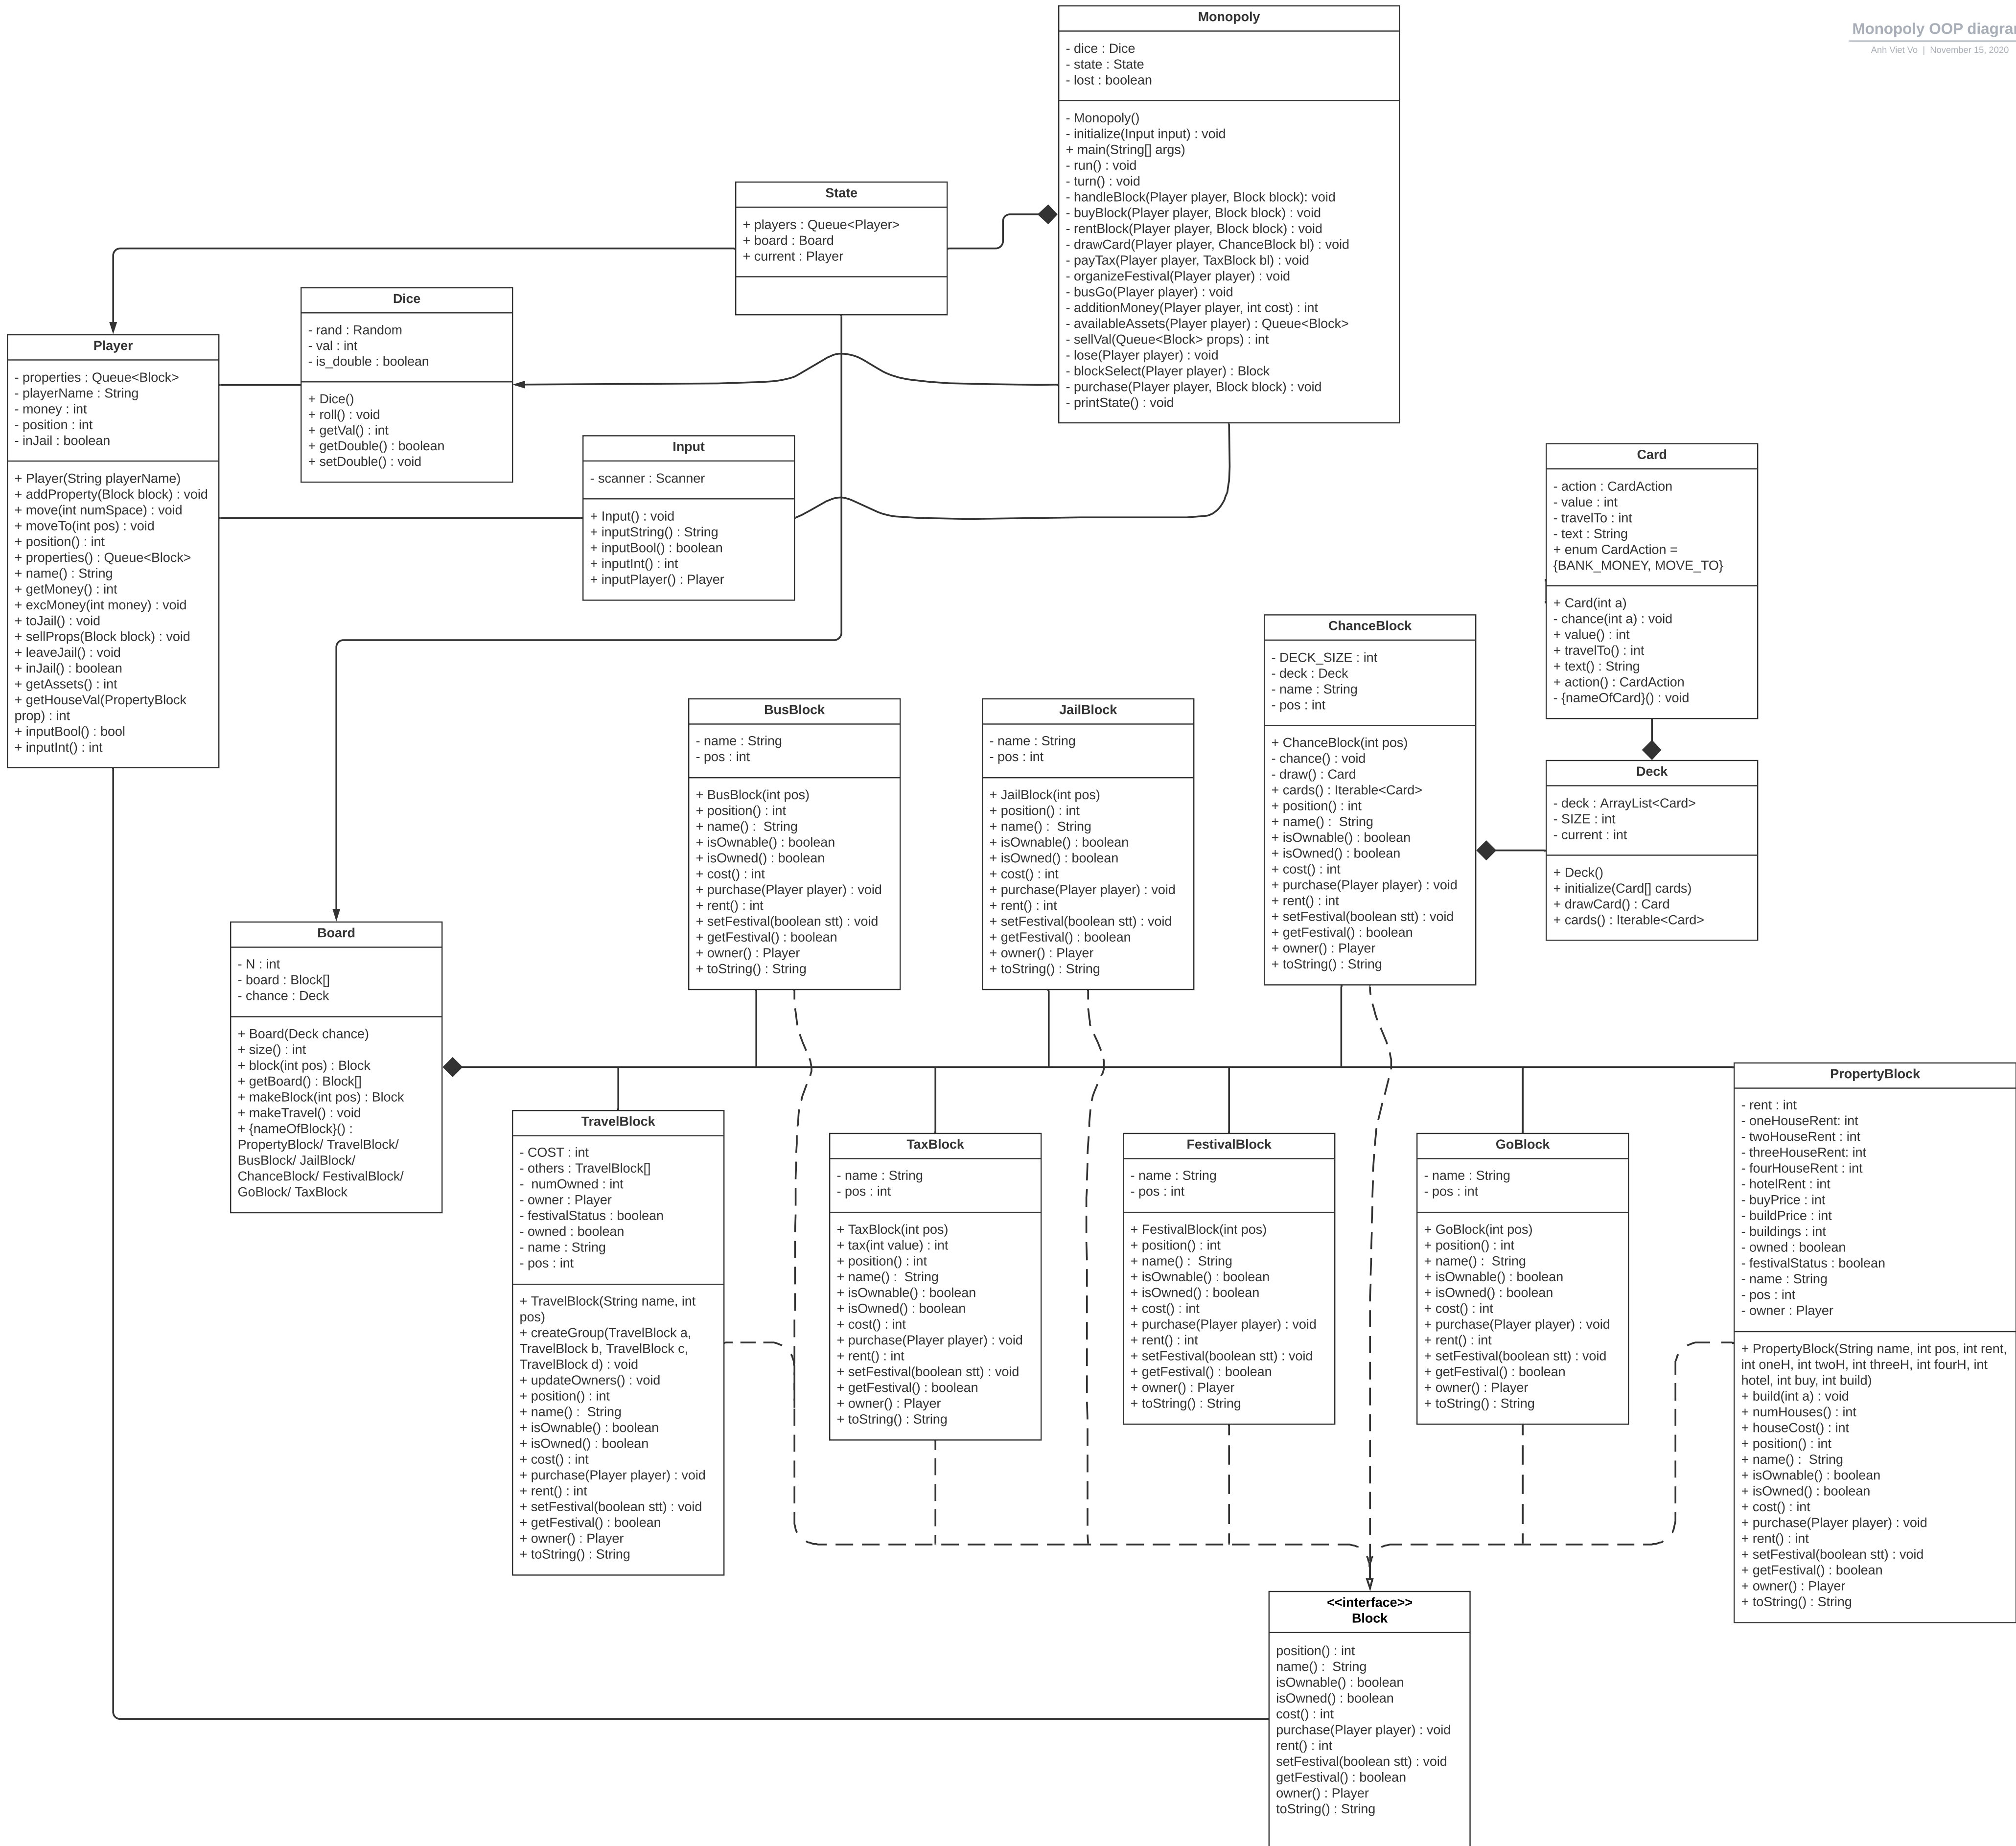 Monopoly OOP diagra
Anh Viet Vo | November 15, 2020
Monopoly
- dice : Dice
- state : State
- lost : boolean
- Monopoly()
- initialize(Input input) : void
+ main(String[] args)
- run() : void
- turn() : void
- handleBlock(Player player, Block block): void
- buyBlock(Player player, Block block) : void
- rentBlock(Player player, Block block) : void
- drawCard(Player player, ChanceBlock bl) : void
- payTax(Player player, TaxBlock bl) : void
- organizeFestival(Player player) : void
- busGo(Player player) : void
- additionMoney(Player player, int cost) : int
- availableAssets(Player player) : Queue<Block>
- sellVal(Queue<Block> props) : int
- lose(Player player) : void
- blockSelect(Player player) : Block
- purchase(Player player, Block block) : void
- printState() : void
State
+ players : Queue<Player>
+ board : Board
+ current : Player
Dice
- rand : Random
- val : int
- is_double : boolean
+ Dice()
+ roll() : void
+ getVal() : int
+ getDouble() : boolean
+ setDouble() : void
Player
- properties : Queue<Block>
- playerName : String
- money : int
- position : int
- inJail : boolean
+ Player(String playerName)
+ addProperty(Block block) : void
+ move(int numSpace) : void
+ moveTo(int pos) : void
+ position() : int
+ properties() : Queue<Block>
+ name() : String
+ getMoney() : int
+ excMoney(int money) : void
+ toJail() : void
+ sellProps(Block block) : void
+ leaveJail() : void
+ inJail() : boolean
+ getAssets() : int
+ getHouseVal(PropertyBlock
prop) : int
+ inputBool() : bool
+ inputInt() : int
Input
- scanner : Scanner
+ Input() : void
+ inputString() : String
+ inputBool() : boolean
+ inputInt() : int
+ inputPlayer() : Player
Card
- action : CardAction
- value : int
- travelTo : int
- text : String
+ enum CardAction =
{BANK_MONEY, MOVE_TO}
+ Card(int a)
- chance(int a) : void
+ value() : int
+ travelTo() : int
+ text() : String
+ action() : CardAction
- {nameOfCard}() : void
ChanceBlock
- DECK_SIZE : int
- deck : Deck
- name : String
- pos : int
+ ChanceBlock(int pos)
- chance() : void
- draw() : Card
+ cards() : Iterable<Card>
+ position() : int
+ name() :  String
+ isOwnable() : boolean
+ isOwned() : boolean
+ cost() : int
+ purchase(Player player) : void
+ rent() : int
+ setFestival(boolean stt) : void
+ getFestival() : boolean
+ owner() : Player
+ toString() : String
BusBlock
- name : String
- pos : int
+ BusBlock(int pos)
+ position() : int
+ name() :  String
+ isOwnable() : boolean
+ isOwned() : boolean
+ cost() : int
+ purchase(Player player) : void
+ rent() : int
+ setFestival(boolean stt) : void
+ getFestival() : boolean
+ owner() : Player
+ toString() : String
JailBlock
- name : String
- pos : int
+ JailBlock(int pos)
+ position() : int
+ name() :  String
+ isOwnable() : boolean
+ isOwned() : boolean
+ cost() : int
+ purchase(Player player) : void
+ rent() : int
+ setFestival(boolean stt) : void
+ getFestival() : boolean
+ owner() : Player
+ toString() : String
Deck
- deck : ArrayList<Card>
- SIZE : int
- current : int
+ Deck()
+ initialize(Card[] cards)
+ drawCard() : Card
+ cards() : Iterable<Card>
Board
- N : int
- board : Block[]
- chance : Deck
+ Board(Deck chance)
+ size() : int
+ block(int pos) : Block
+ getBoard() : Block[]
+ makeBlock(int pos) : Block
+ makeTravel() : void
+ {nameOfBlock}() :
PropertyBlock/ TravelBlock/
BusBlock/ JailBlock/
ChanceBlock/ FestivalBlock/
GoBlock/ TaxBlock
TravelBlock
- COST : int
- others : TravelBlock[]
-  numOwned : int
- owner : Player
- festivalStatus : boolean
- owned : boolean
- name : String
- pos : int
+ TravelBlock(String name, int
pos)
+ createGroup(TravelBlock a,
TravelBlock b, TravelBlock c,
TravelBlock d) : void
+ updateOwners() : void
+ position() : int
+ name() :  String
+ isOwnable() : boolean
+ isOwned() : boolean
+ cost() : int
+ purchase(Player player) : void
+ rent() : int
+ setFestival(boolean stt) : void
+ getFestival() : boolean
+ owner() : Player
+ toString() : String
TaxBlock
- name : String
- pos : int
+ TaxBlock(int pos)
+ tax(int value) : int
+ position() : int
+ name() :  String
+ isOwnable() : boolean
+ isOwned() : boolean
+ cost() : int
+ purchase(Player player) : void
+ rent() : int
+ setFestival(boolean stt) : void
+ getFestival() : boolean
+ owner() : Player
+ toString() : String
FestivalBlock
- name : String
- pos : int
+ FestivalBlock(int pos)
+ position() : int
+ name() :  String
+ isOwnable() : boolean
+ isOwned() : boolean
+ cost() : int
+ purchase(Player player) : void
+ rent() : int
+ setFestival(boolean stt) : void
+ getFestival() : boolean
+ owner() : Player
+ toString() : String
GoBlock
- name : String
- pos : int
+ GoBlock(int pos)
+ position() : int
+ name() :  String
+ isOwnable() : boolean
+ isOwned() : boolean
+ cost() : int
+ purchase(Player player) : void
+ rent() : int
+ setFestival(boolean stt) : void
+ getFestival() : boolean
+ owner() : Player
+ toString() : String
PropertyBlock
- rent : int
- oneHouseRent: int
- twoHouseRent : int
- threeHouseRent: int
- fourHouseRent : int
- hotelRent : int
- buyPrice : int
- buildPrice : int
- buildings : int
- owned : boolean
- festivalStatus : boolean
- name : String
- pos : int
- owner : Player
+ PropertyBlock(String name, int pos, int rent,
int oneH, int twoH, int threeH, int fourH, int
hotel, int buy, int build)
+ build(int a) : void
+ numHouses() : int
+ houseCost() : int
+ position() : int
+ name() :  String
+ isOwnable() : boolean
+ isOwned() : boolean
+ cost() : int
+ purchase(Player player) : void
+ rent() : int
+ setFestival(boolean stt) : void
+ getFestival() : boolean
+ owner() : Player
+ toString() : String
<<interface>>
Block
position() : int
name() :  String
isOwnable() : boolean
isOwned() : boolean
cost() : int
purchase(Player player) : void
rent() : int
setFestival(boolean stt) : void
getFestival() : boolean
owner() : Player
toString() : String